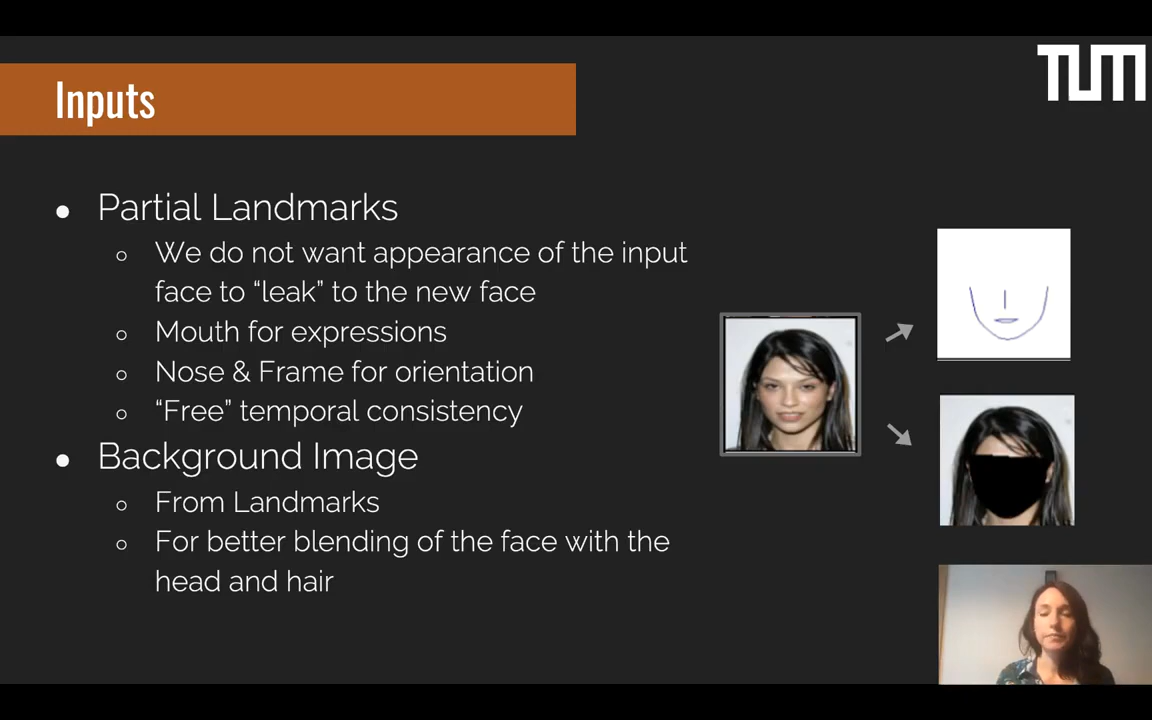 TUM
Inputs
● Partial Landmarks
○ We do not want appearance of the input
face to “leak” to the new face
○ Mouth for expressions
○ Nose & Frame for orientation
○ “Free” temporal consistency
● Background Image
○ From Landmarks
○ For better blending of the face with the
head and hair